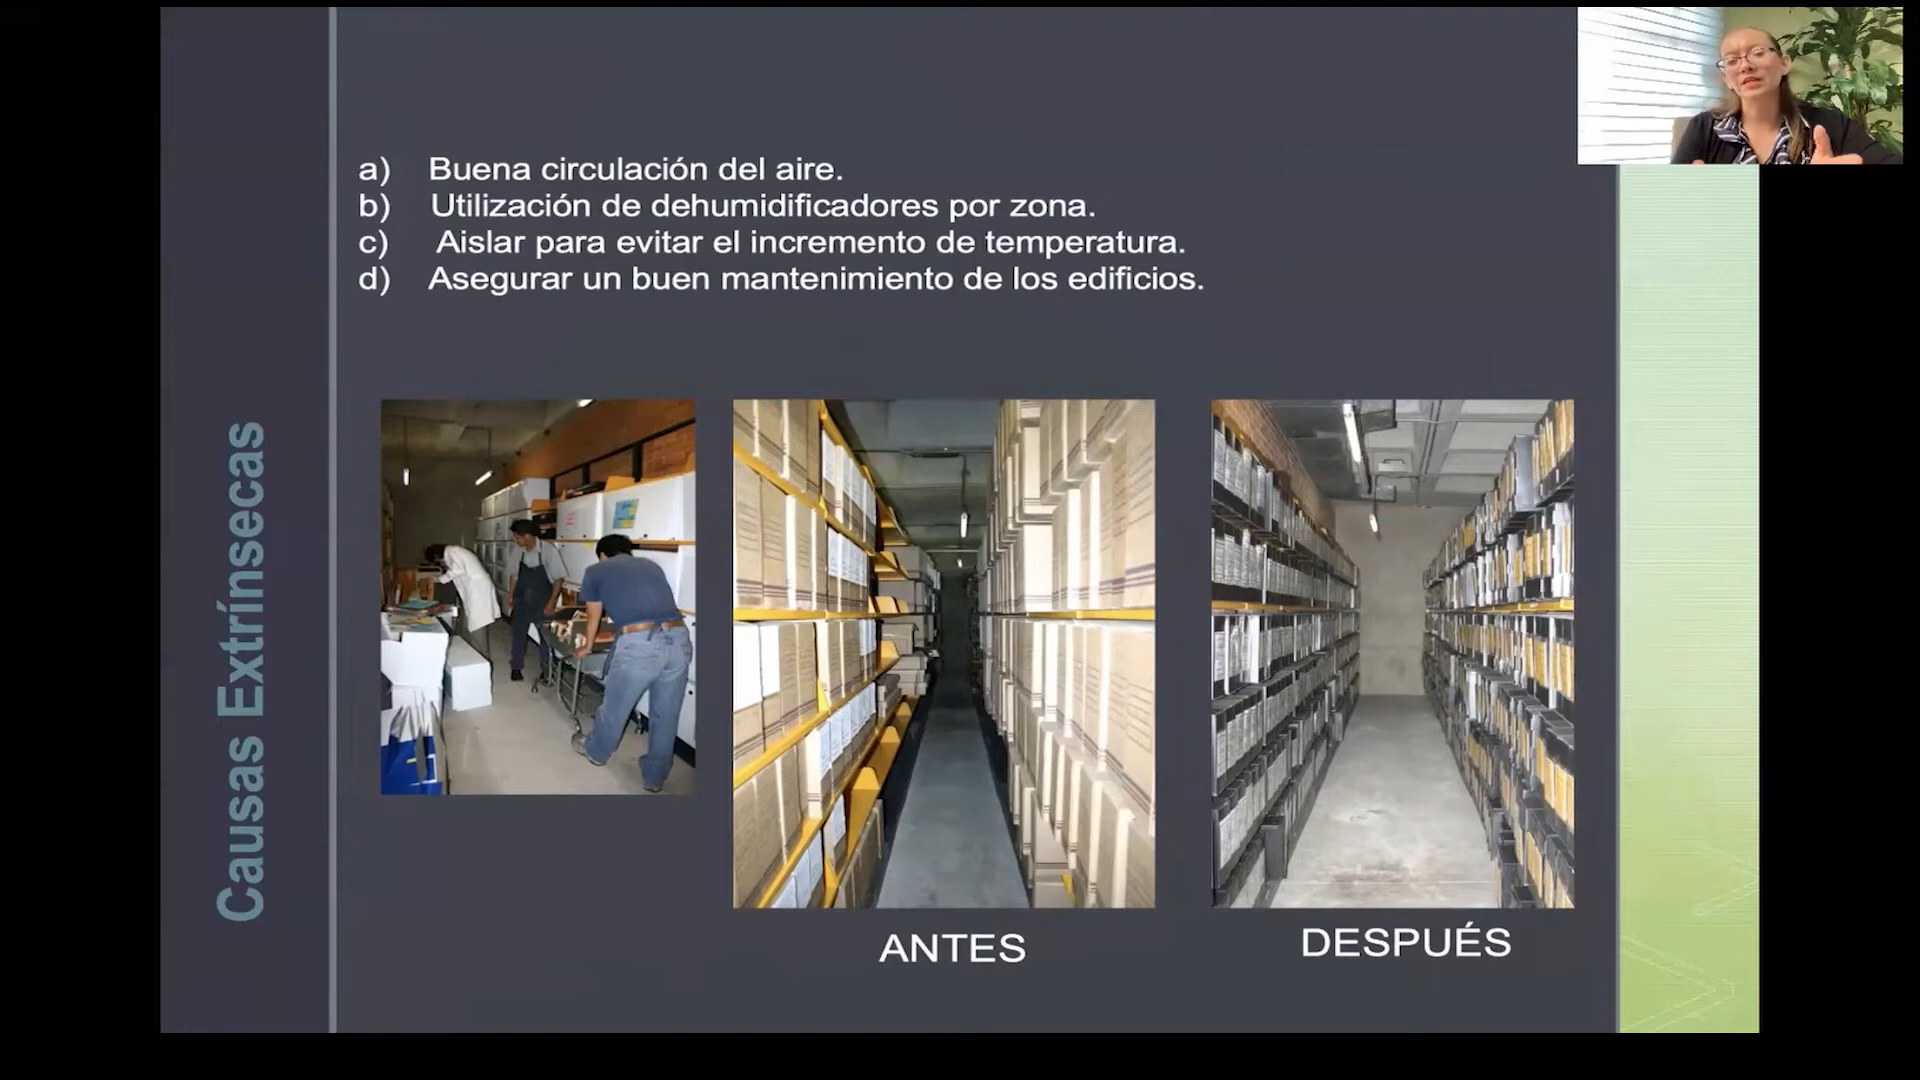 a) Buena circulación del aire.
b) Utilización de dehumidificadores por zona.
c) Aislar para evitar el incremento de temperatura.
d) Asegurar un buen mantenimiento de los edificios.
Causas Extrínsecas
ANTES
DESPUÉS